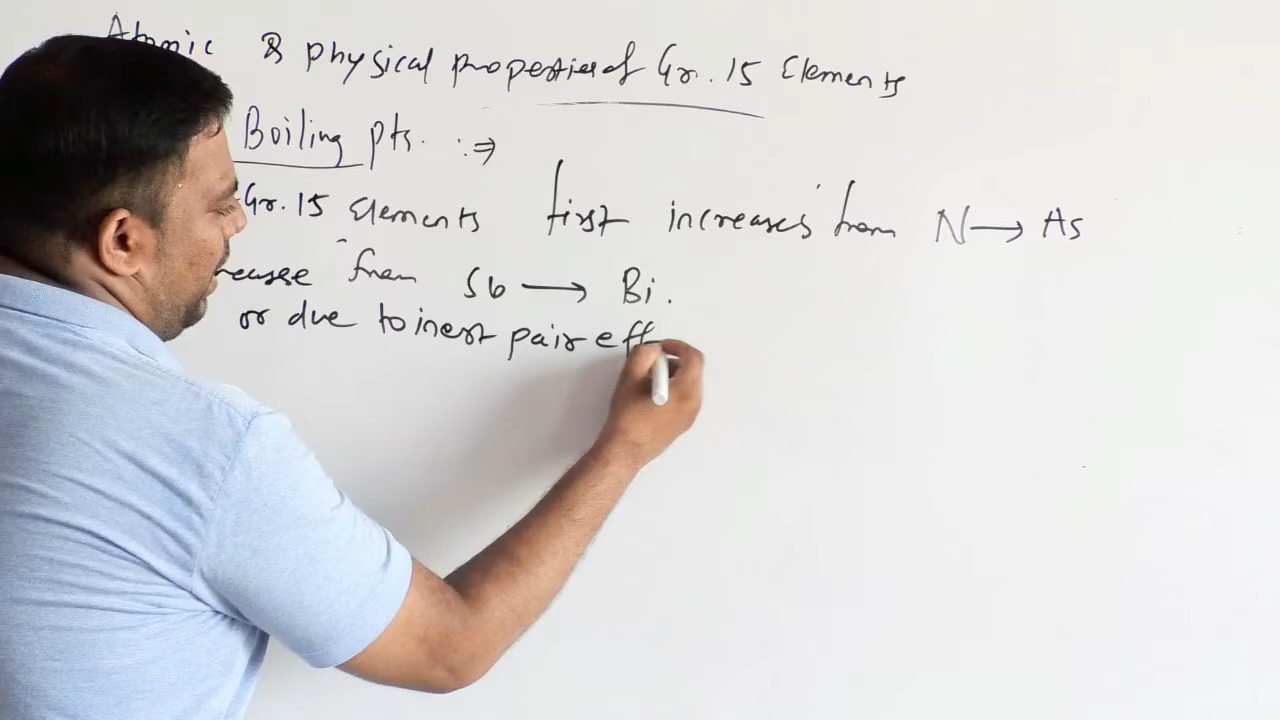 Atomic & physical properties of Gr. 15 Elements
Boiling pts. :⇒
Gr. 15 Elements first increases from N → As
from Sb → Bi.
or due to inert pair eff